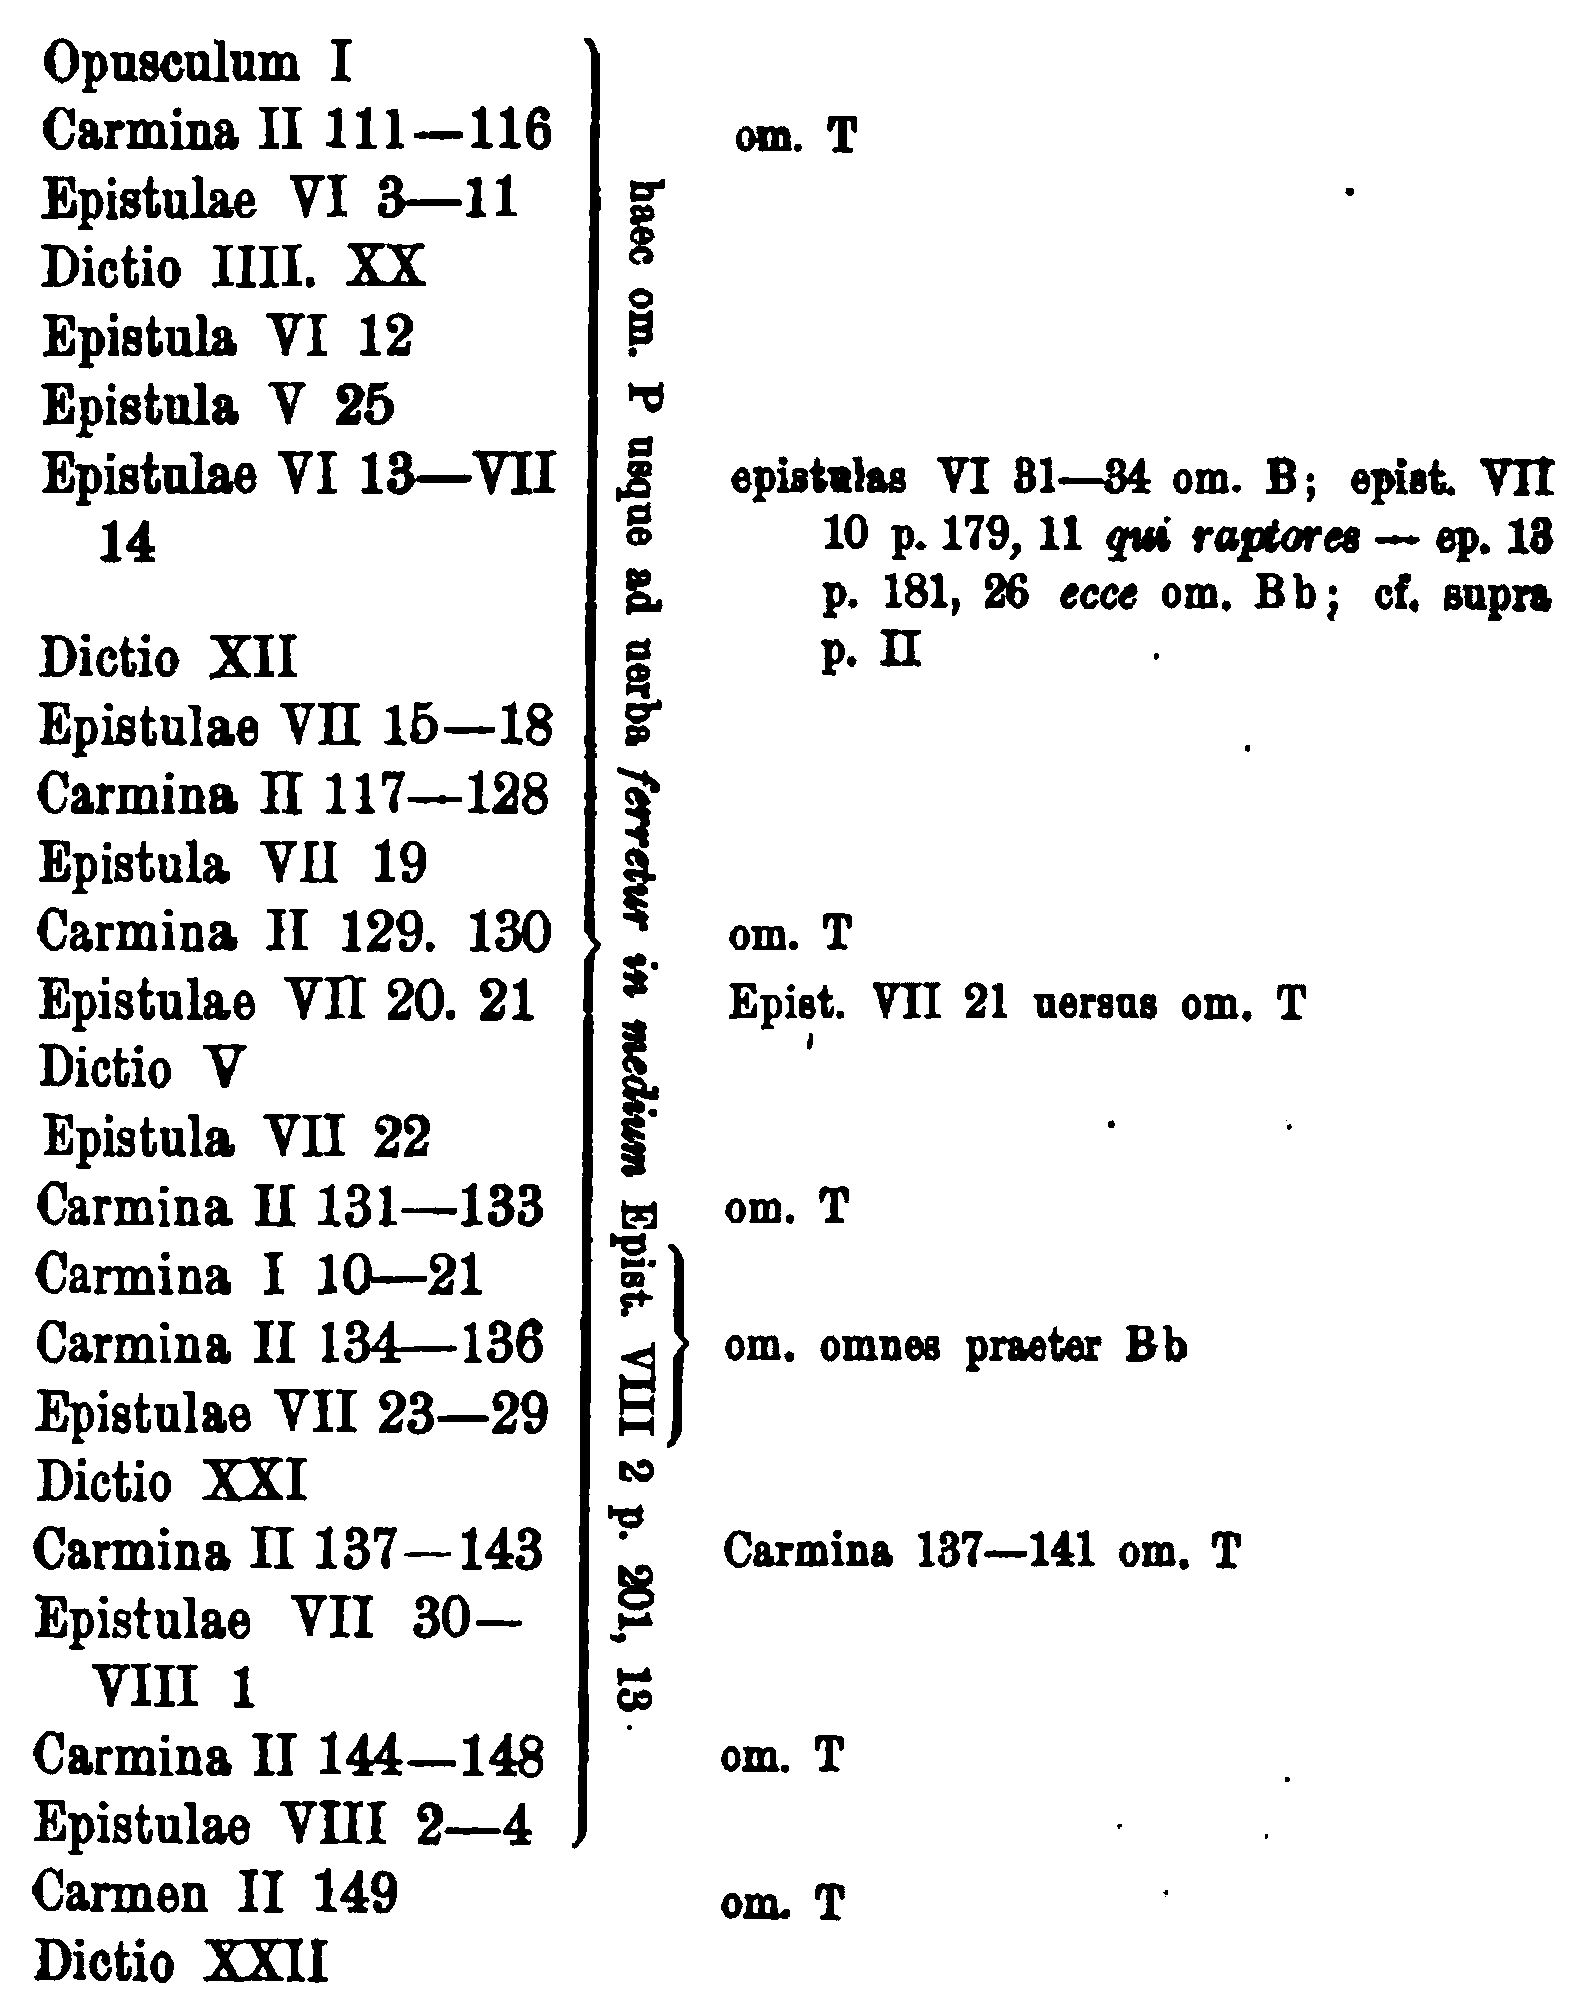 Opusculum I
Carmina II 111—116 om. T
Epistulae VI 3—11
Dictio IIII. XX
Epistula VI 12
Epistula V 25
Epistulae VI 13—VII epistulas VI 31—34 om. B; epist. VII
14 10 p. 179, 11 qui raptores — ep. 13
p. 181, 26 ecce om. Bb; cf. supra
Dictio XII p. II
Epistulae VII 15—18
Carmina II 117—128
Epistula VII 19
Carmina II 129. 130 om. T
Epistulae VII 20. 21 Epist. VII 21 uersus om. T
Dictio V
Epistula VII 22
Carmina II 131—133 om. T
Carmina I 10—21
Carmina II 134—136 om. omnes praeter Bb
Epistulae VII 23—29
Dictio XXI
Carmina II 137—143 Carmina 137—141 om. T
Epistulae VII 30—
VIII 1
Carmina II 144—148 om. T
Epistulae VIII 2—4
Carmen II 149 om. T
Dictio XXII
haec om. P usque ad uerba ferretur in medium Epist. VIII 2 p. 201, 13